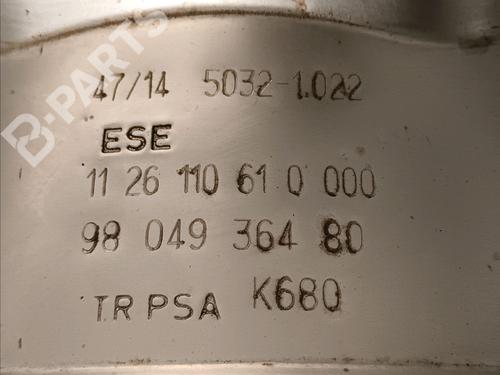 B-PARTS
47/14 5032-1.022
ESE
11 26 110 61 0 000
98 049 364 80
TR PSA K680